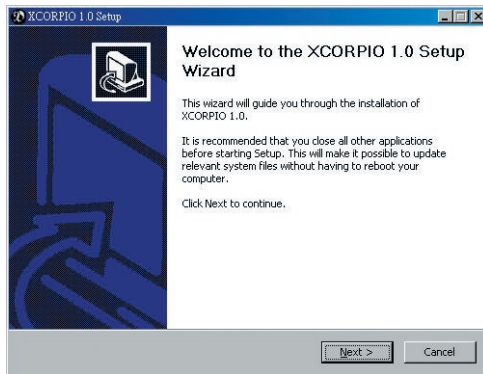 XCORPIO 1.0 Setup
Welcome to the XCORPIO 1.0 Setup
Wizard
This wizard will guide you through the installation of
XCORPIO 1.0.
It is recommended that you close all other applications
before starting Setup. This will make it possible to update
relevant system files without having to reboot your
computer.
Click Next to continue.
Next >
Cancel